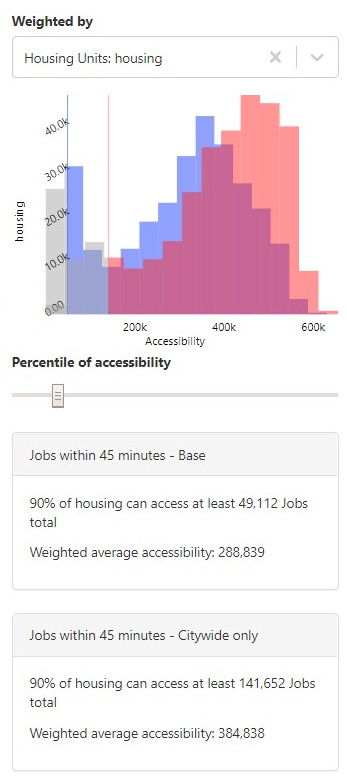 Weighted by
Housing Units: housing
40.0k
30.0k
20.0k
10.0k
0.00
housing
200k
400k
600k
Accessibility
Percentile of accessibility
Jobs within 45 minutes - Base
90% of housing can access at least 49,112 Jobs
total
Weighted average accessibility: 288,839
Jobs within 45 minutes - Citywide only
90% of housing can access at least 141,652 Jobs
total
Weighted average accessibility: 384,838